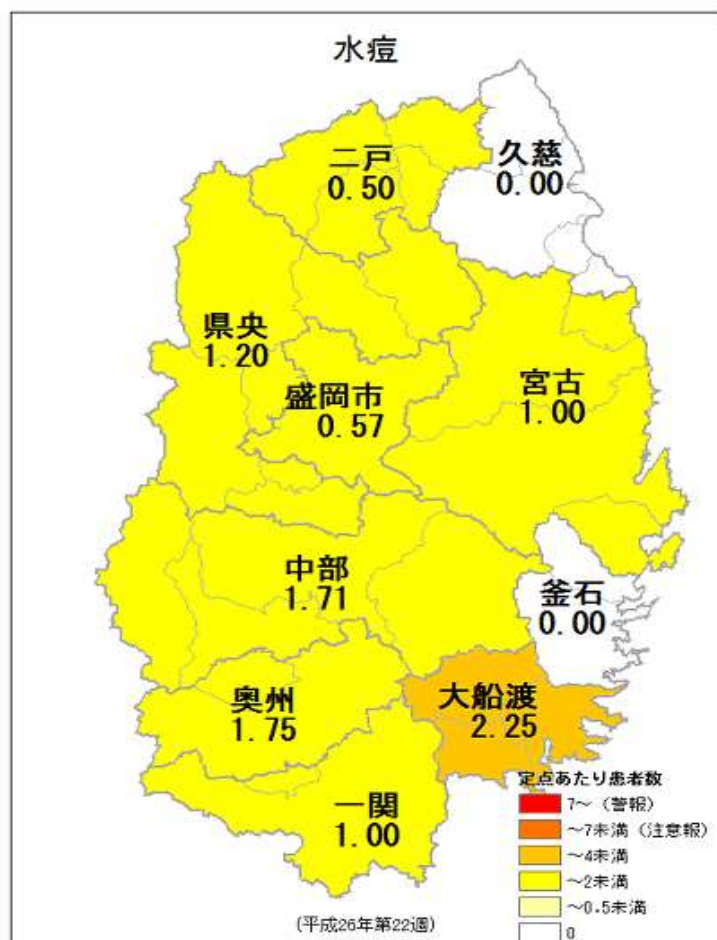 水痘
二戸
0.50
久慈
0.00
県央
1.20
盛岡市
0.57
宮古
1.00
中部
1.71
釜石
0.00
奥州
1.75
大船渡
2.25
一関
1.00
定点あたり患者数
7～（警報）
～7未満（注意報）
～4未満
～2未満
～0.5未満
0
(平成26年第22週)